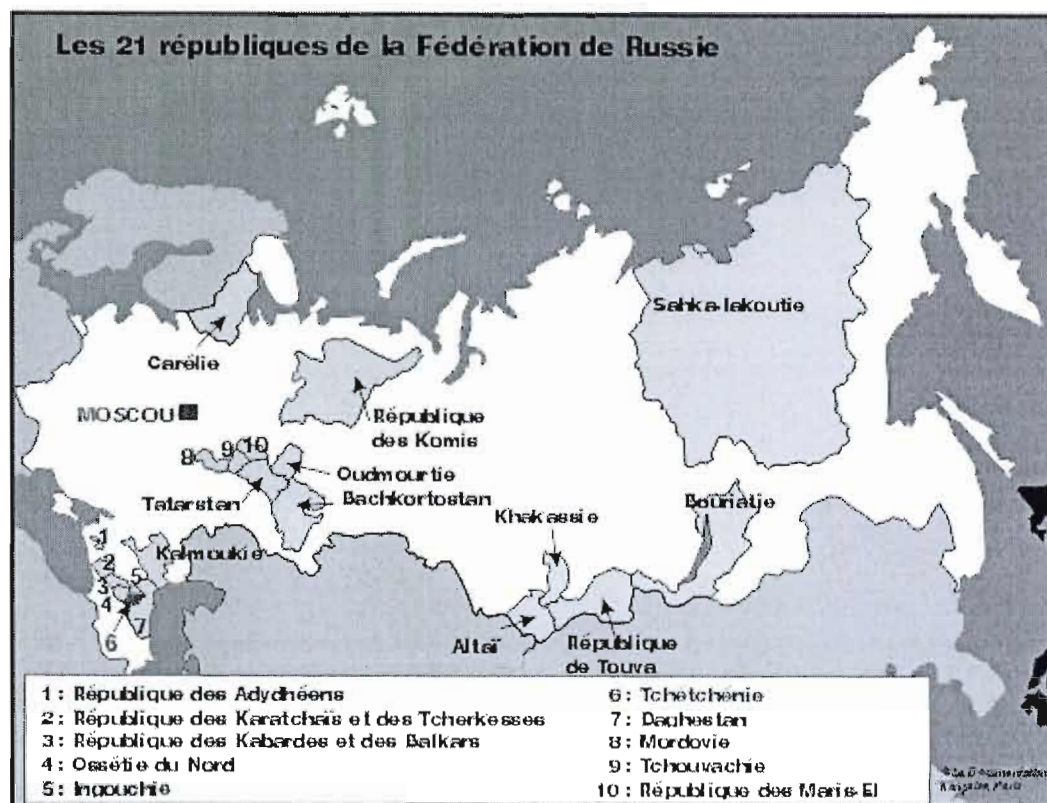 Les 21 républiques de la Fédération de Russie
Sahka-Iakoutie
Carélie
MOSCOU
République
des Komis
8 9 10
Oudmourtie
Tatarstan
Bachkortostan
Khakassie
Bouriatie
1
Kalmoukie
2
5
3
4
6
7
Altaï
République
de Touva
1 : République des Adydhéens
2 : République des Karatchaïs et des Tcherkesses
3 : République des Kabardes et des Balkars
4 : Ossétie du Nord
5 : Ingouchie
6 : Tchétchénie
7 : Daghestan
8 : Mordovie
9 : Tchouvachie
10 : République des Maris-El
© La Documentation